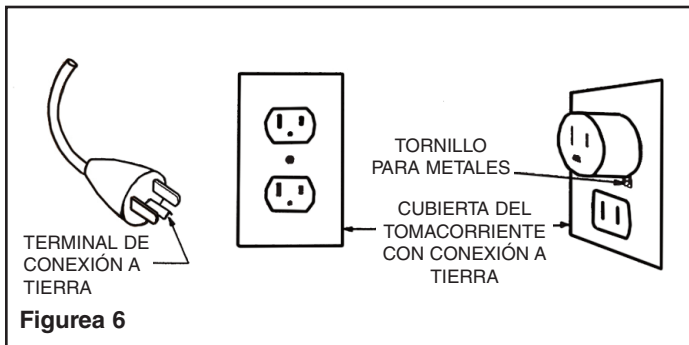 TERMINAL DE
CONEXIÓN A
TIERRA
TORNILLO
PARA METALES
CUBIERTA DEL
TOMACORRIENTE
CON CONEXIÓN A
TIERRA
Figurea 6